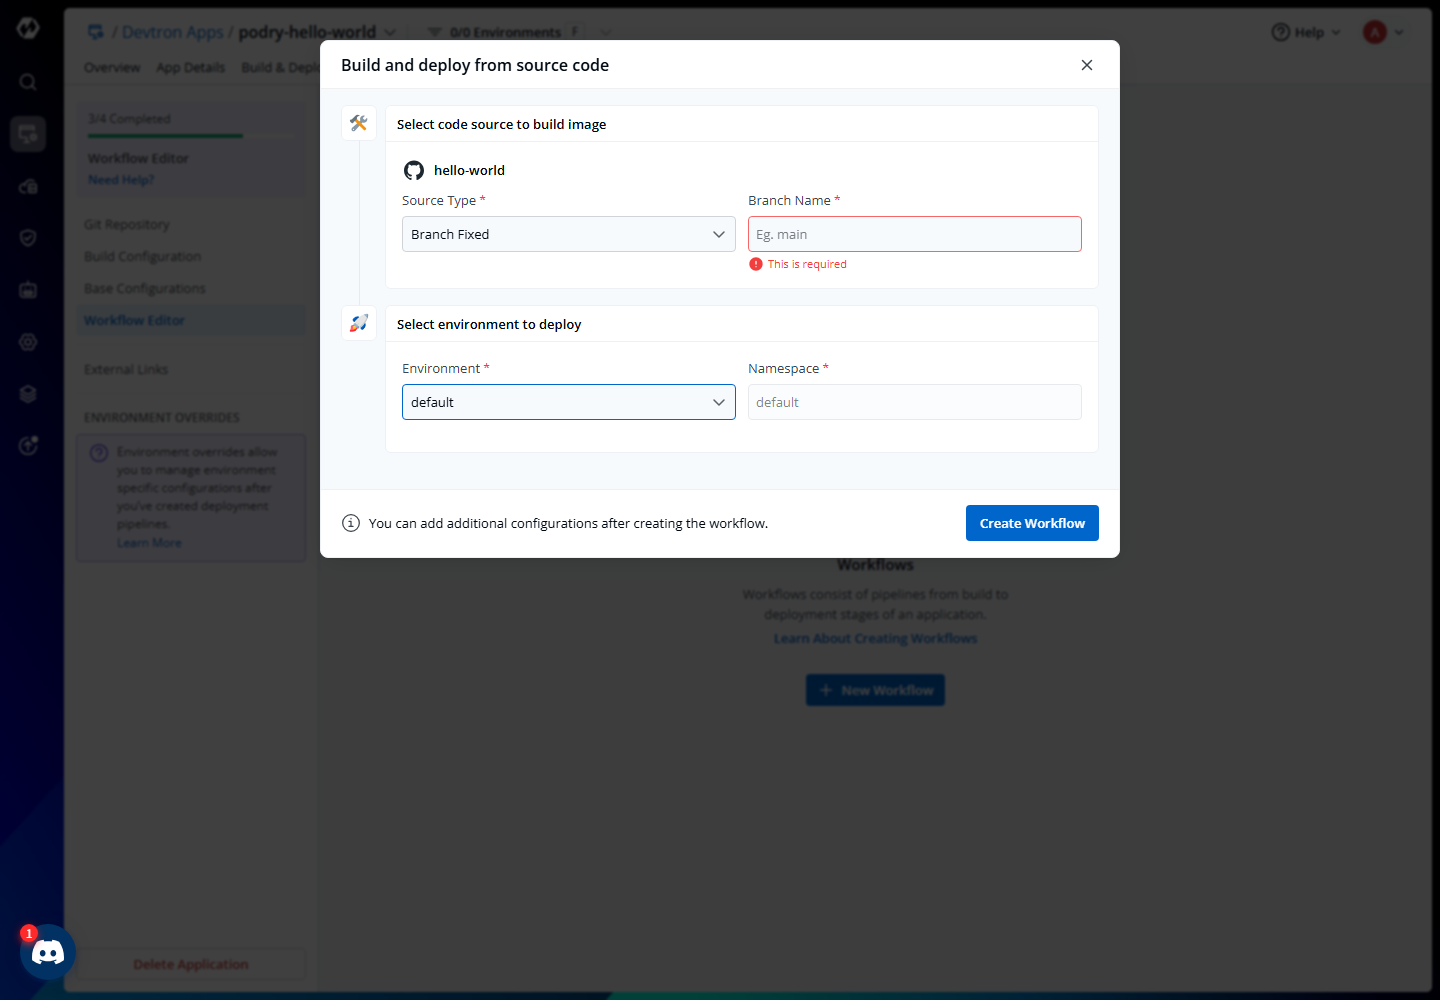 / Devtron Apps / podry-hello-world
0/0 Environments F
Help
A
Overview App Details Build & Deplo
Build and deploy from source code
3/4 Completed
Workflow Editor
Need Help?
Git Repository
Build Configuration
Base Configurations
Workflow Editor
External Links
ENVIRONMENT OVERRIDES
Environment overrides allow
you to manage environment
specific configurations after
you've created deployment
pipelines.
Learn More
Select code source to build image
hello-world
Source Type *
Branch Name *
Branch Fixed
Eg. main
This is required
Select environment to deploy
Environment *
Namespace *
default
default
You can add additional configurations after creating the workflow.
Create Workflow
Workflows
Workflows consist of pipelines from build to
deployment stages of an application.
Learn About Creating Workflows
+ New Workflow
1
Delete Application